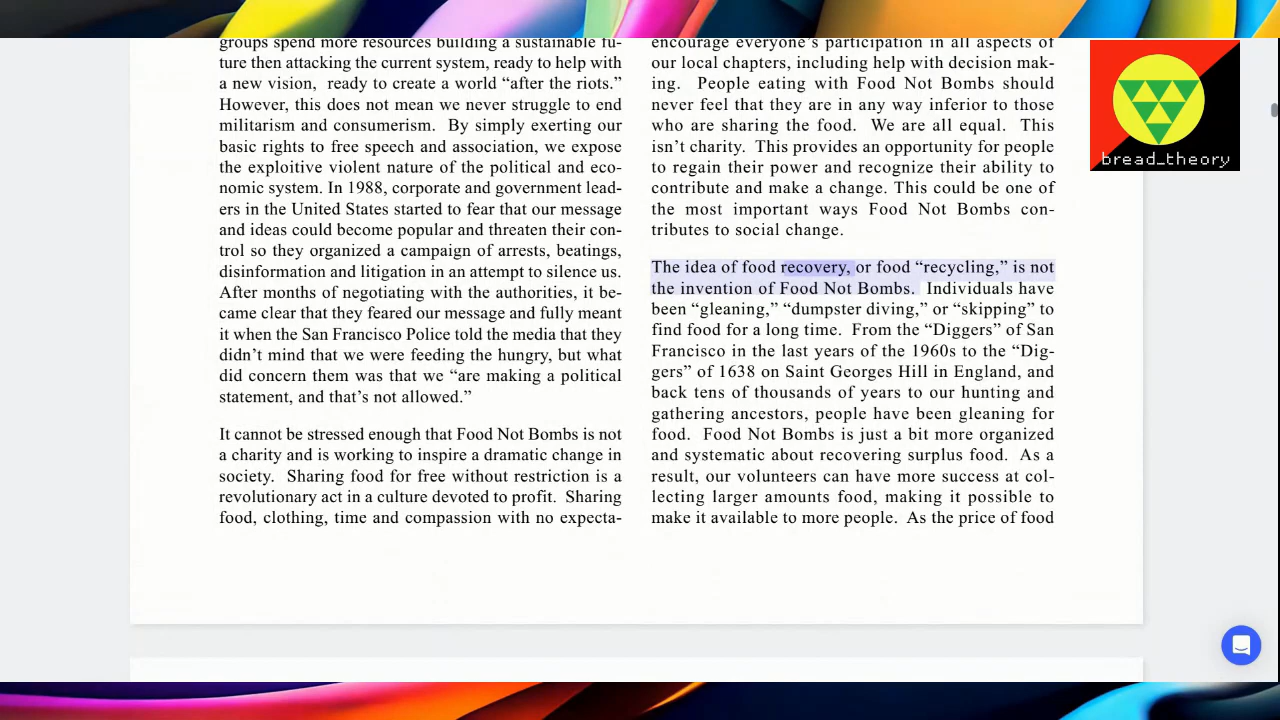 groups spend more resources building a sustainable fu-
ture then attacking the current system, ready to help with
a new vision, ready to create a world “after the riots.”
However, this does not mean we never struggle to end
militarism and consumerism. By simply exerting our
basic rights to free speech and association, we expose
the exploitive violent nature of the political and eco-
nomic system. In 1988, corporate and government lead-
ers in the United States started to fear that our message
and ideas could become popular and threaten their con-
trol so they organized a campaign of arrests, beatings,
disinformation and litigation in an attempt to silence us.
After months of negotiating with the authorities, it be-
came clear that they feared our message and fully meant
it when the San Francisco Police told the media that they
didn’t mind that we were feeding the hungry, but what
did concern them was that we “are making a political
statement, and that’s not allowed.”
It cannot be stressed enough that Food Not Bombs is not
a charity and is working to inspire a dramatic change in
society. Sharing food for free without restriction is a
revolutionary act in a culture devoted to profit. Sharing
food, clothing, time and compassion with no expecta-
encourage everyone’s participation in all aspects of
our local chapters, including help with decision mak-
ing. People eating with Food Not Bombs should
never feel that they are in any way inferior to those
who are sharing the food. We are all equal. This
isn’t charity. This provides an opportunity for people
to regain their power and recognize their ability to
contribute and make a change. This could be one of
the most important ways Food Not Bombs con-
tributes to social change.
The idea of food recovery, or food “recycling,” is not
the invention of Food Not Bombs. Individuals have
been “gleaning,” “dumpster diving,” or “skipping” to
find food for a long time. From the “Diggers” of San
Francisco in the last years of the 1960s to the “Dig-
gers” of 1638 on Saint Georges Hill in England, and
back tens of thousands of years to our hunting and
gathering ancestors, people have been gleaning for
food. Food Not Bombs is just a bit more organized
and systematic about recovering surplus food. As a
result, our volunteers can have more success at col-
lecting larger amounts food, making it possible to
make it available to more people. As the price of food
bread_theory